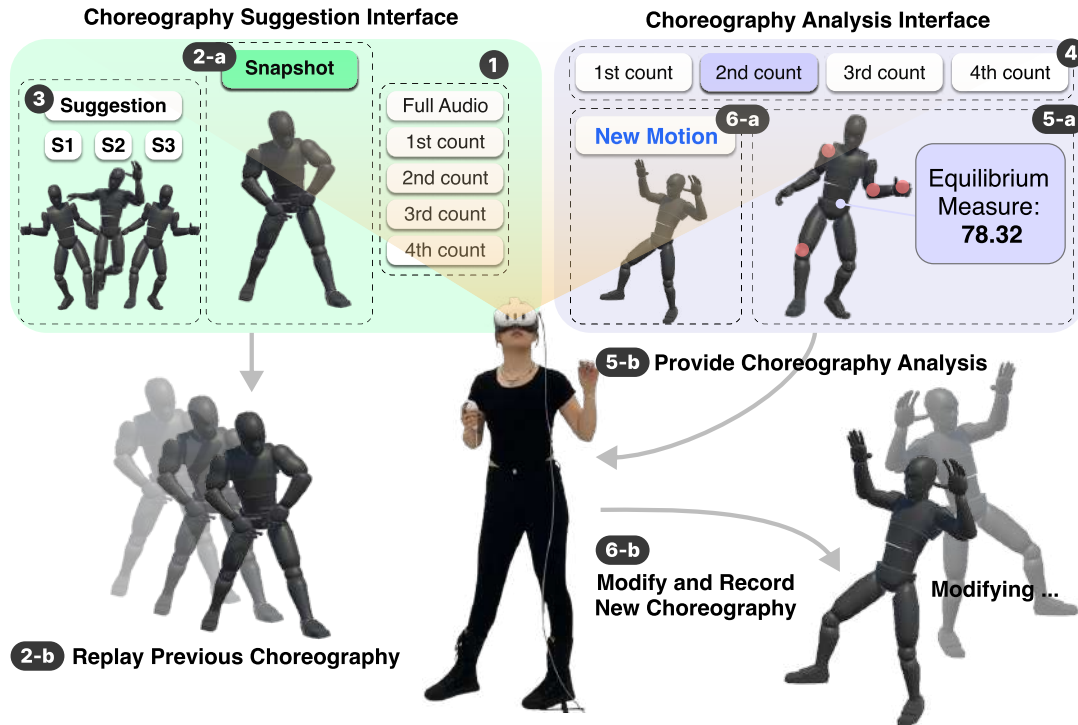 Choreography Suggestion Interface
2-a
Snapshot
1
3
Suggestion
S1 S2 S3
Full Audio
1st count
2nd count
3rd count
4th count
Choreography Analysis Interface
4
1st count 2nd count 3rd count 4th count
6-a
New Motion
5-a
Equilibrium
Measure:
78.32
5-b Provide Choreography Analysis
6-b
Modify and Record
New Choreography
Modifying ...
2-b Replay Previous Choreography